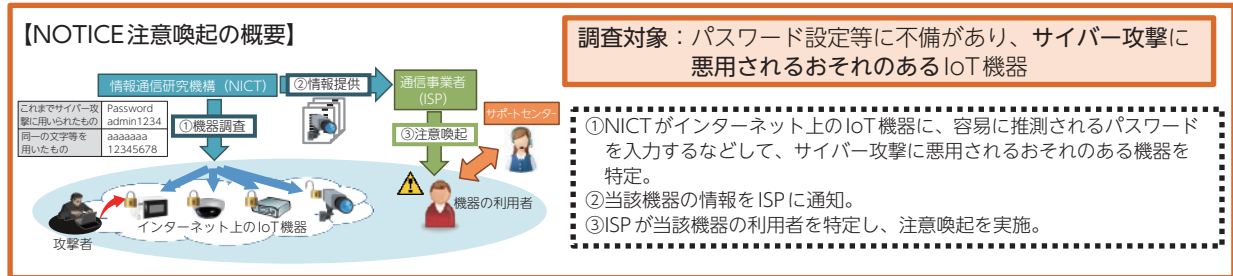 【NOTICE注意喚起の概要】
情報通信研究機構（NICT）
②情報提供
通信事業者
（ISP）
これまでサイバー攻
撃に用いられたもの
Password
admin1234
同一の文字等を
用いたもの
aaaaaaa
12345678
①機器調査
③注意喚起
サポートセンター
機器の利用者
インターネット上のIoT機器
攻撃者
調査対象：パスワード設定等に不備があり、サイバー攻撃に
悪用されるおそれのあるIoT機器
①NICTがインターネット上のIoT機器に、容易に推測されるパスワード
を入力するなどして、サイバー攻撃に悪用されるおそれのある機器を
特定。
②当該機器の情報をISPに通知。
③ISPが当該機器の利用者を特定し、注意喚起を実施。